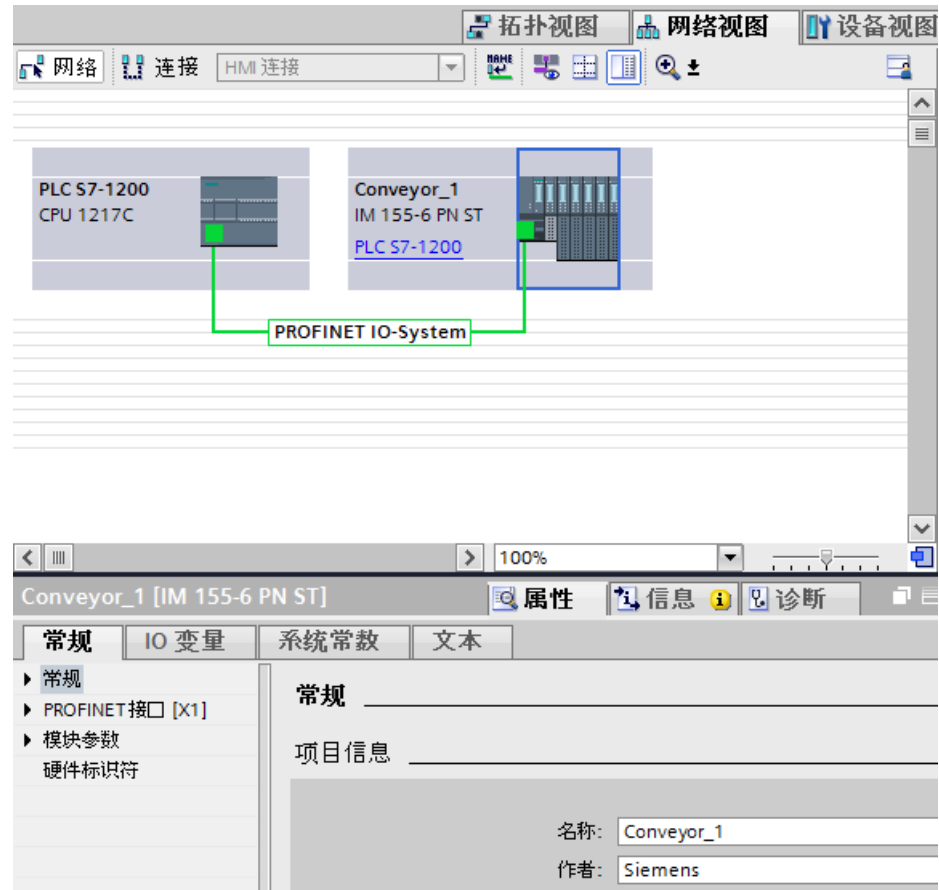 拓扑视图 网络视图 设备视图
网络 连接 HMI 连接 NAME
PLC S7-1200
CPU 1217C
Conveyor_1
IM 155-6 PN ST
PLC S7-1200
PROFINET IO-System
100%
Conveyor_1 [IM 155-6 PN ST] 属性 信息 诊断
常规 IO 变量 系统常数 文本
常规
PROFINET接口 [X1]
模块参数
硬件标识符
常规
项目信息
名称: Conveyor_1
作者: Siemens